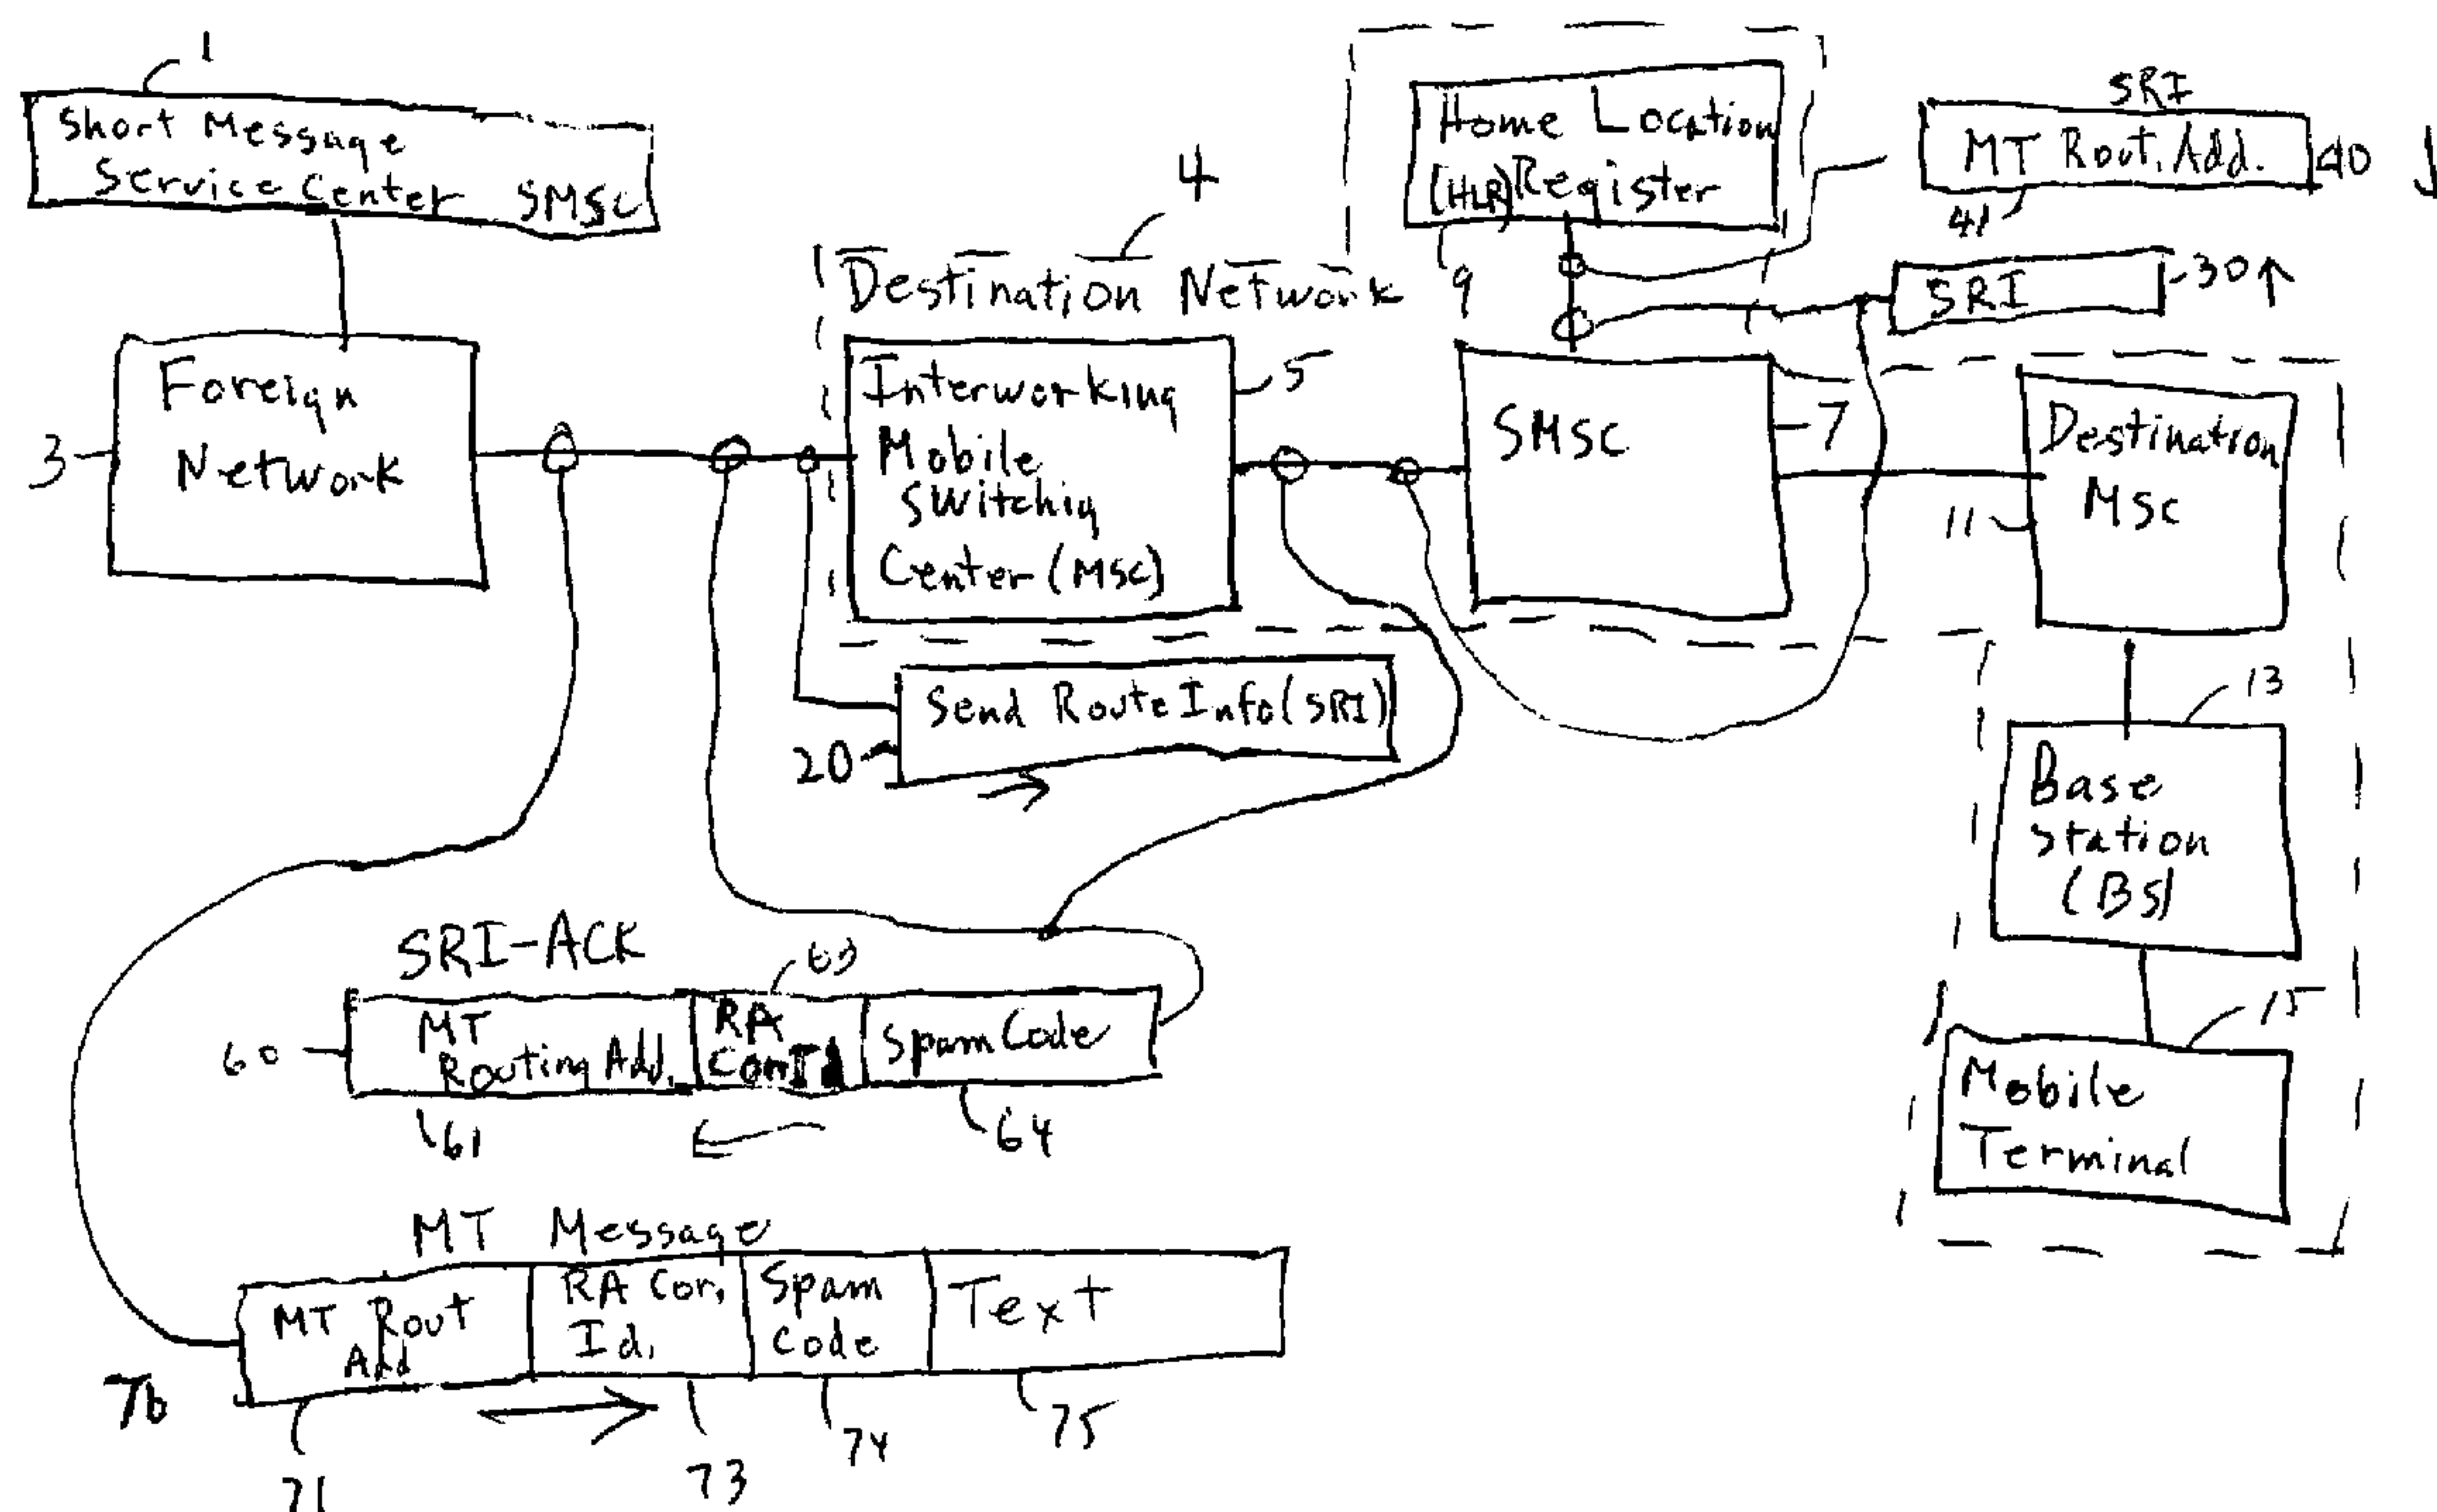 1
Short Message
Service Center SMSC
4
Home Location
(HLR) Register
9
SRI
MT Rout. Add.
40
41
SRI
30
Destination Network
Foreign
Network
3
Interworking
Mobile
Switching
Center (MSC)
5
SMSC
7
Destination
MSC
11
Send Route Info (SRI)
20
13
Base
Station
(BS)
15
Mobile
Terminal
SRI-ACK
60
MT
Routing Add.
61
RA
Spam Code
64
MT Message
MT Rout
Add
71
RA Cor.
Id.
73
Spam
Code
74
Text
75